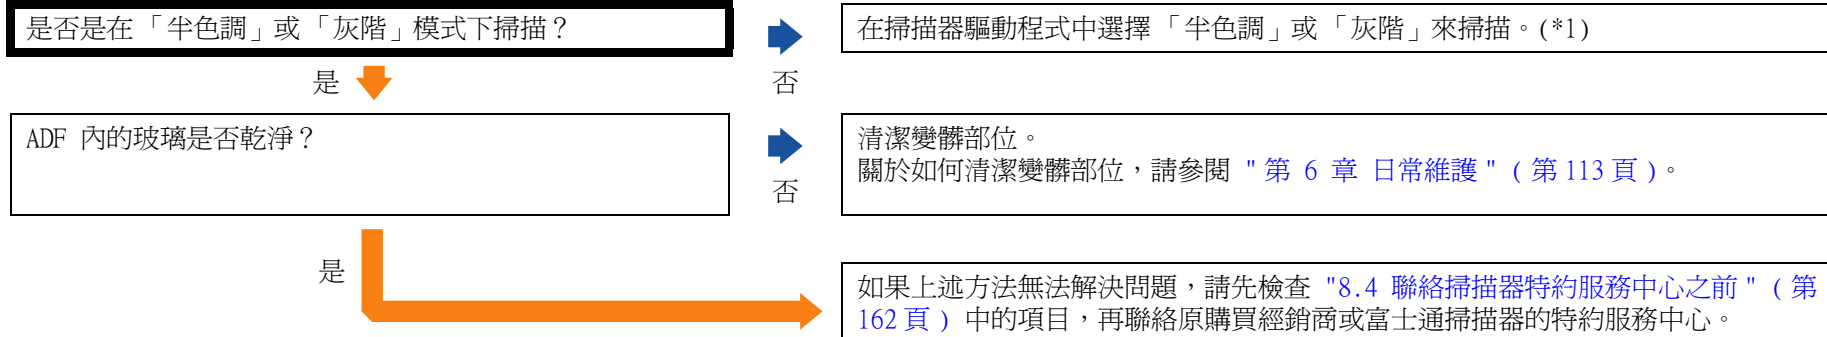 是否是在「半色調」或「灰階」模式下掃描？
在掃描器驅動程式中選擇「半色調」或「灰階」來掃描。(*1)
是
否
ADF 內的玻璃是否乾淨？
清潔變髒部位。
關於如何清潔變髒部位，請參閱 "第 6 章 日常維護" (第 113 頁)。
否
是
如果上述方法無法解決問題，請先檢查 "8.4 聯絡掃描器特約服務中心之前" (第
162 頁) 中的項目，再聯絡原購買經銷商或富士通掃描器的特約服務中心。